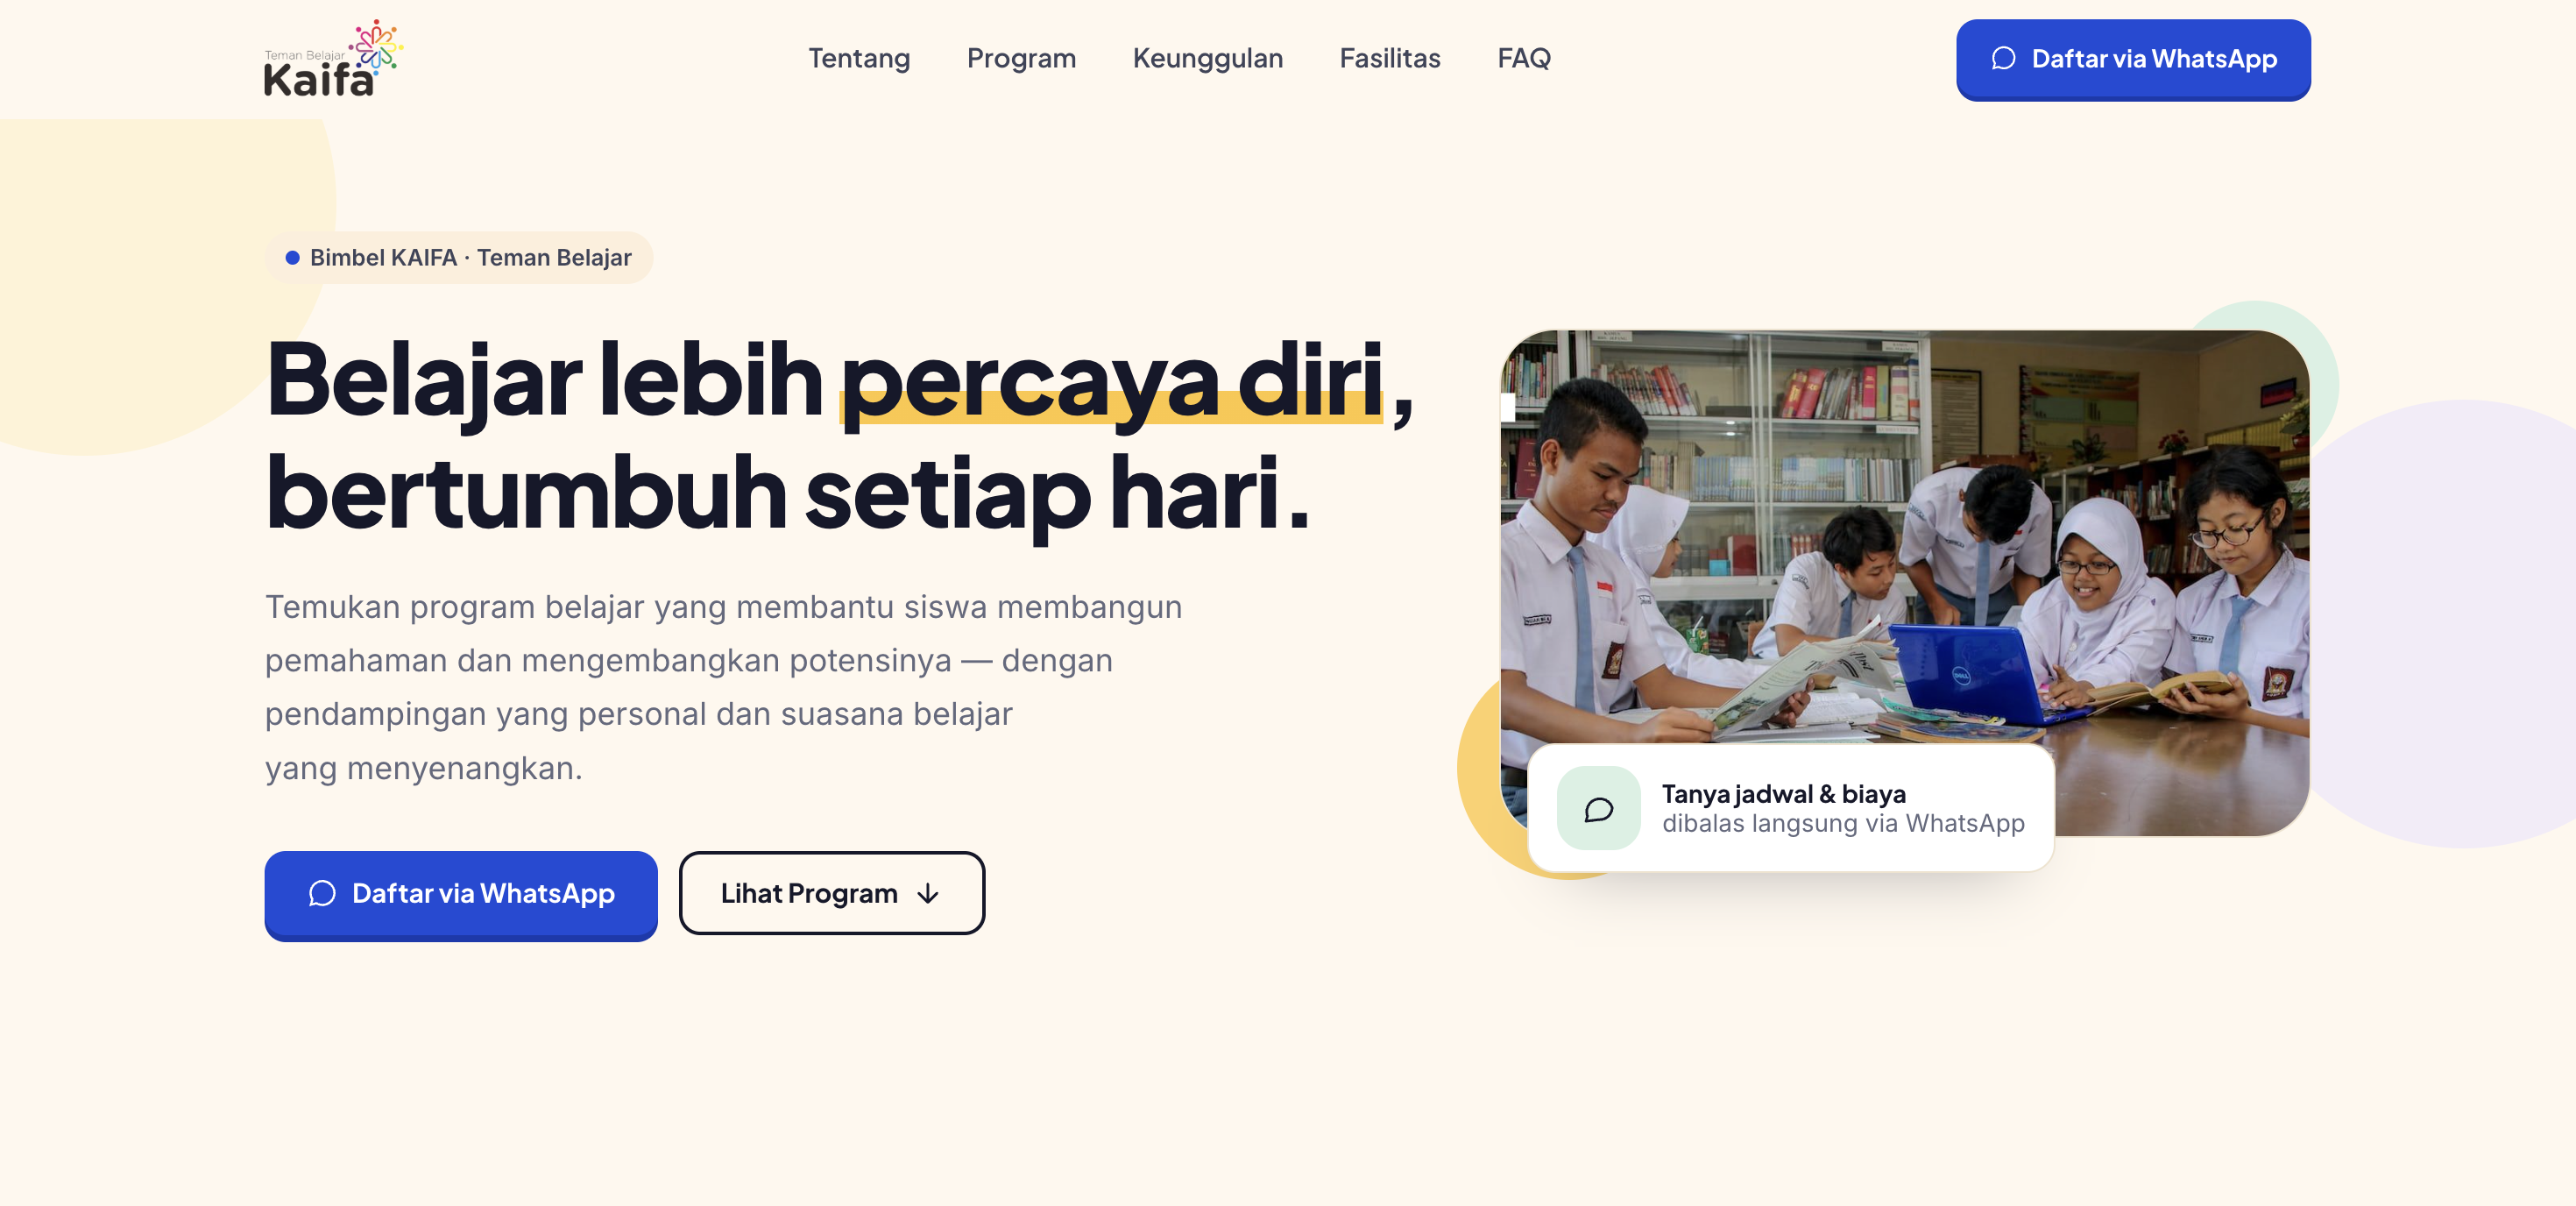 Teman Belajar
Kaifa
Tentang
Program
Keunggulan
Fasilitas
FAQ
Daftar via WhatsApp
Bimbel KAIFA · Teman Belajar
Belajar lebih percaya diri,
bertumbuh setiap hari.
Temukan program belajar yang membantu siswa membangun
pemahaman dan mengembangkan potensinya — dengan
pendampingan yang personal dan suasana belajar
yang menyenangkan.
Daftar via WhatsApp
Lihat Program
DELL
Tanya jadwal & biaya
dibalas langsung via WhatsApp